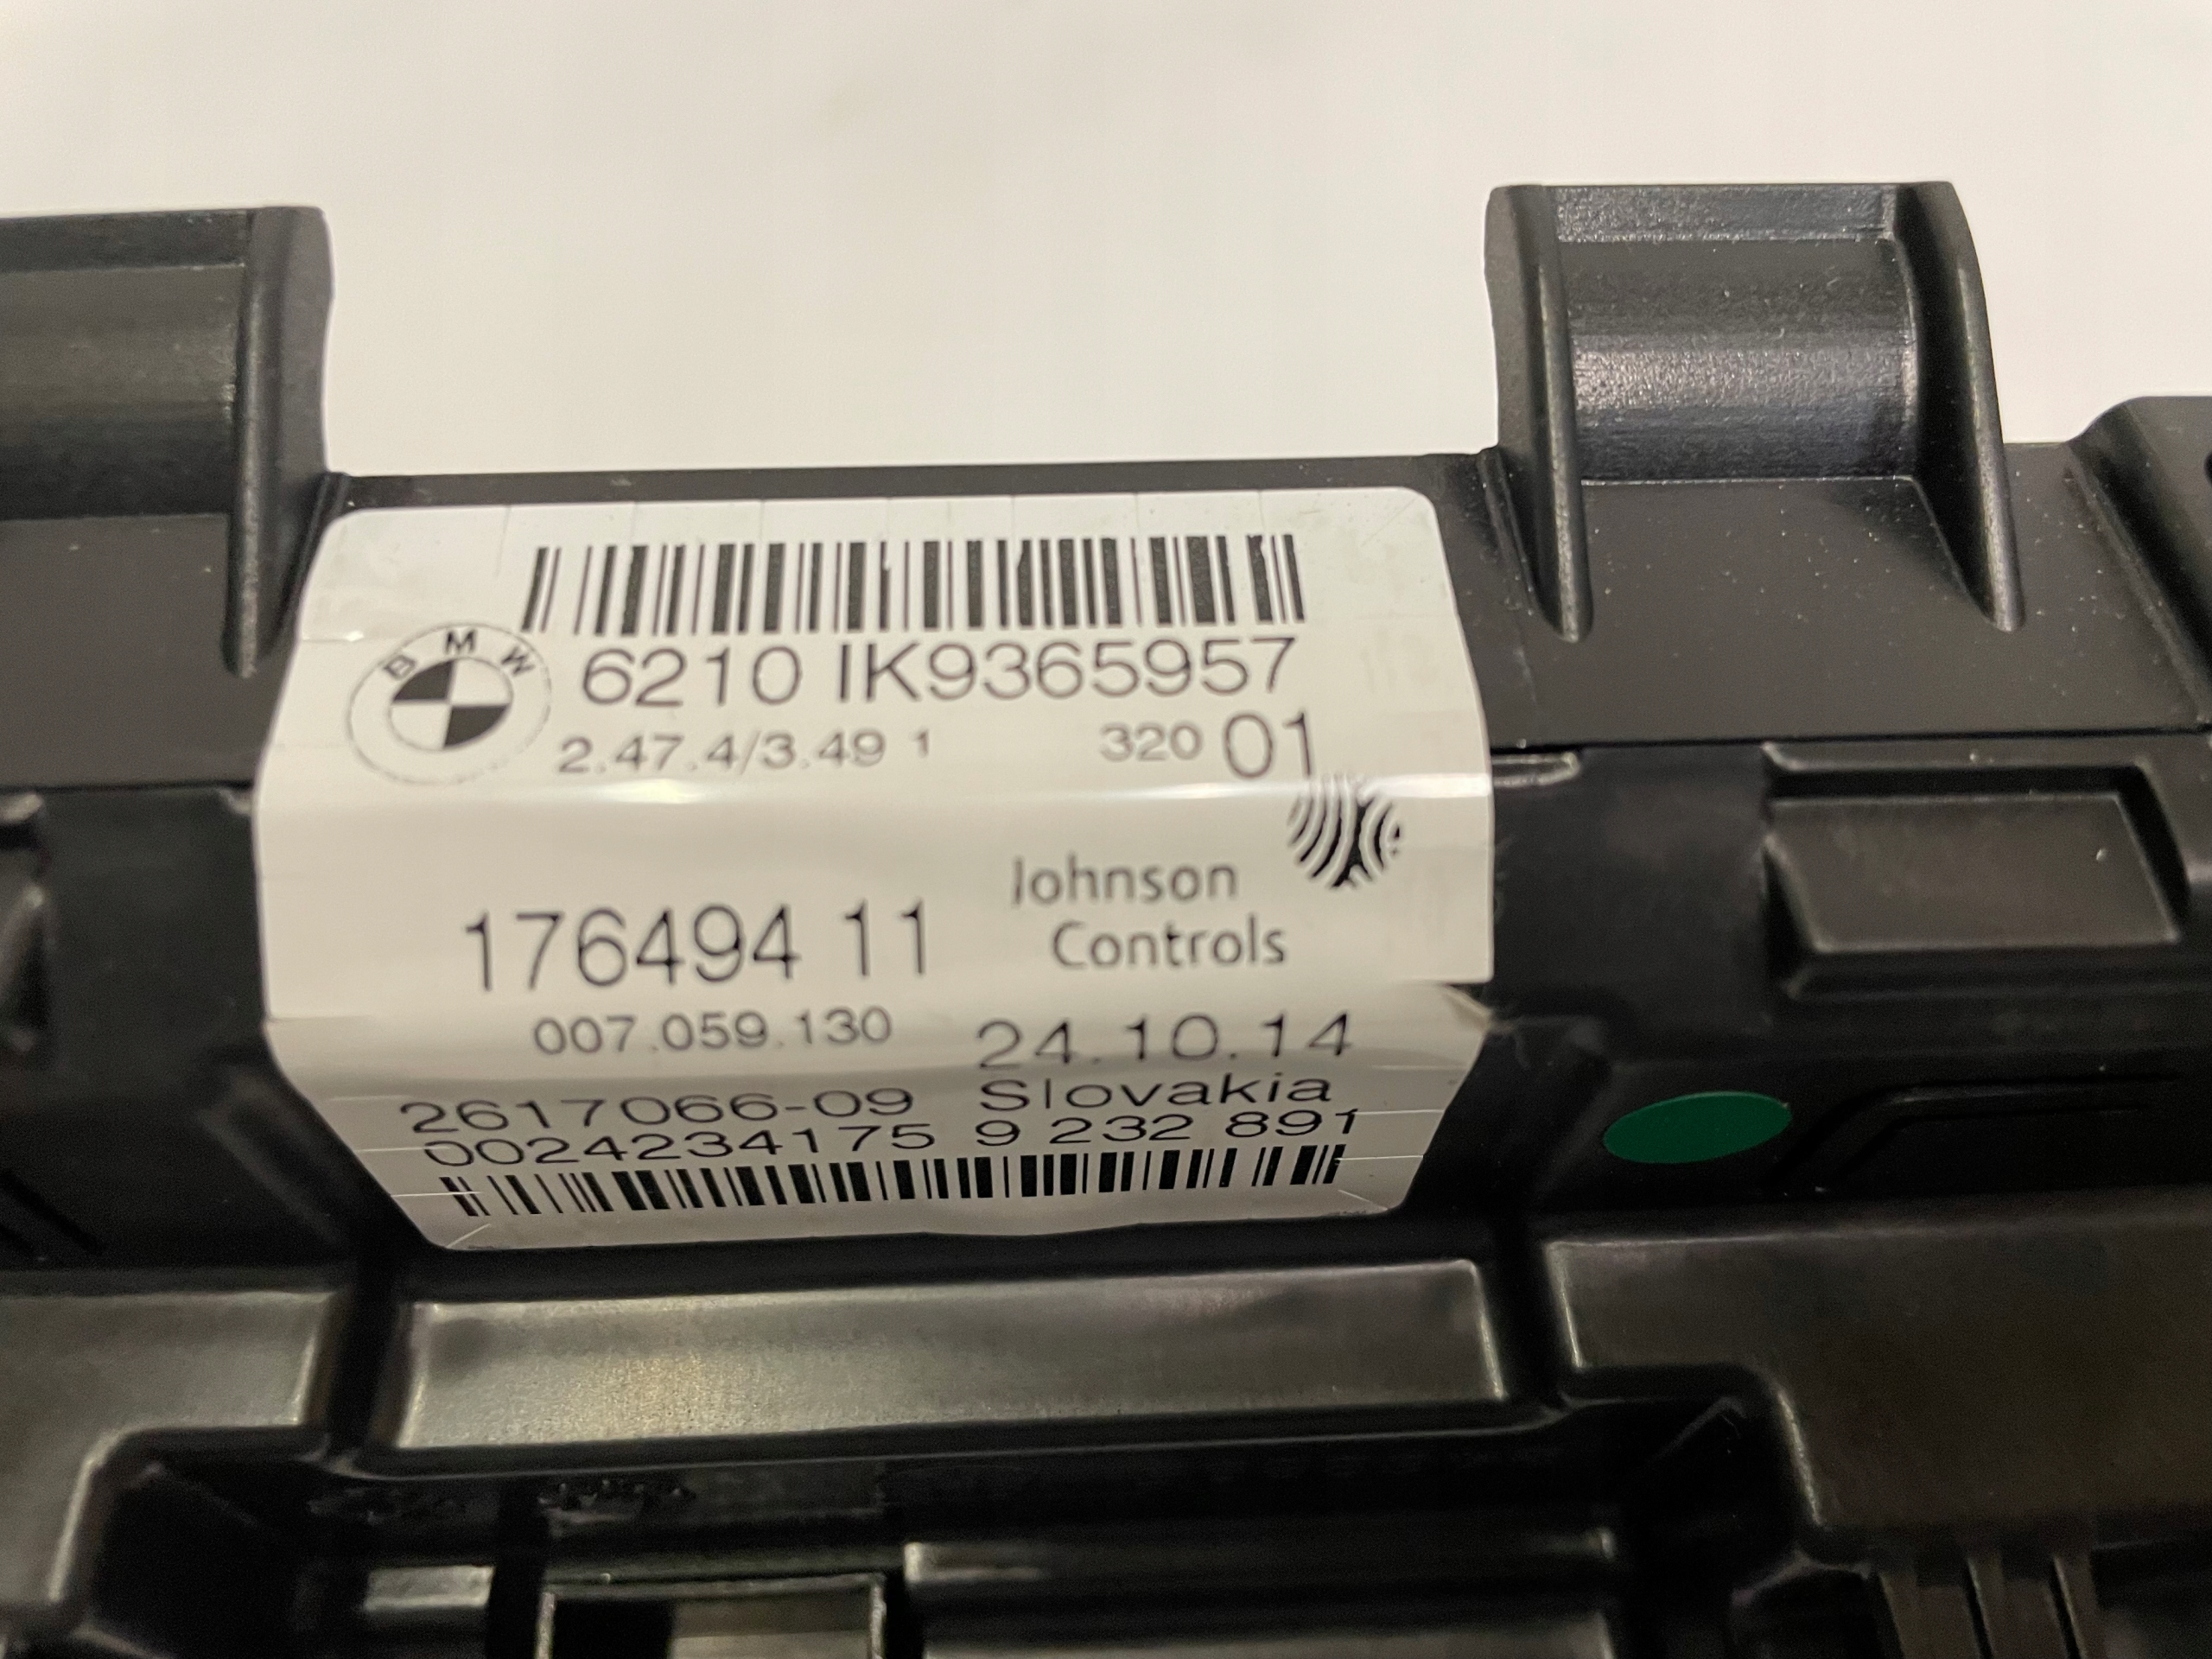 BMW
6210 IK9365957
2.47.4/3.49 1 320 01
Johnson
Controls
176494 11
007.059.130 24.10.14
2617066-09 Slovakia
0024234175 9 232 891